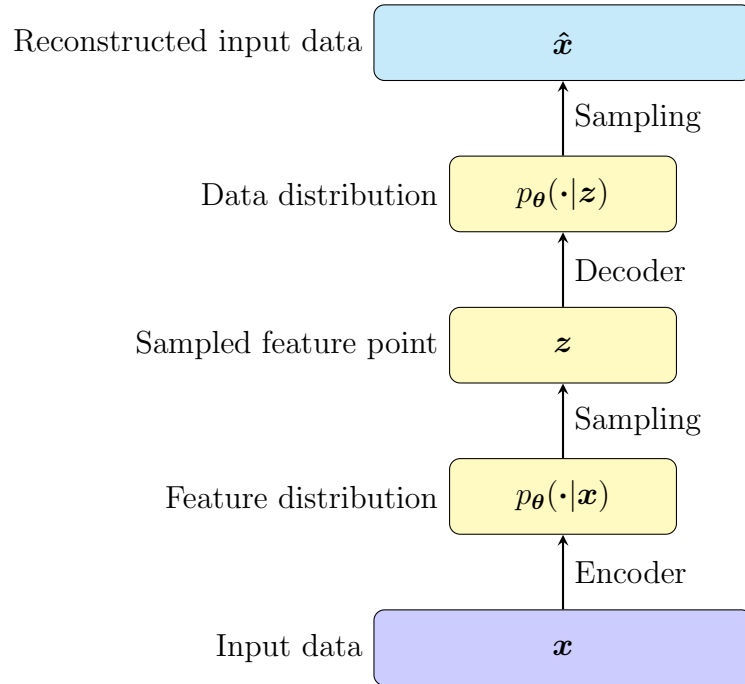 Reconstructed input data
x̂
Sampling
Data distribution
p_θ(·|z)
Decoder
Sampled feature point
z
Sampling
Feature distribution
p_θ(·|x)
Encoder
Input data
x